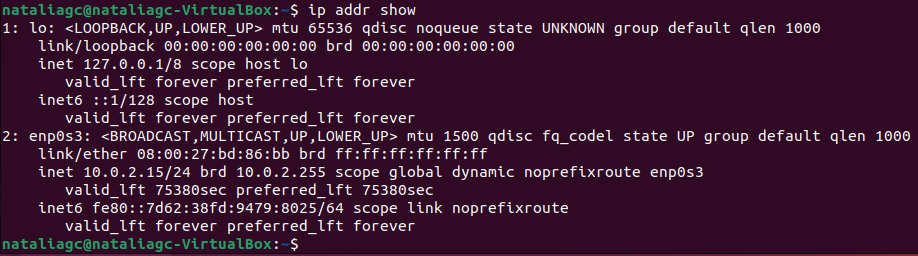 nataliagc@nataliagc-VirtualBox:~$ ip addr show
1: lo: <LOOPBACK,UP,LOWER_UP> mtu 65536 qdisc noqueue state UNKNOWN group default qlen 1000
    link/loopback 00:00:00:00:00:00 brd 00:00:00:00:00:00
    inet 127.0.0.1/8 scope host lo
       valid_lft forever preferred_lft forever
    inet6 ::1/128 scope host
       valid_lft forever preferred_lft forever
2: enp0s3: <BROADCAST,MULTICAST,UP,LOWER_UP> mtu 1500 qdisc fq_codel state UP group default qlen 1000
    link/ether 08:00:27:bd:86:bb brd ff:ff:ff:ff:ff:ff
    inet 10.0.2.15/24 brd 10.0.2.255 scope global dynamic noprefixroute enp0s3
       valid_lft 75380sec preferred_lft 75380sec
    inet6 fe80::7d62:38fd:9479:8025/64 scope link noprefixroute
       valid_lft forever preferred_lft forever
nataliagc@nataliagc-VirtualBox:~$